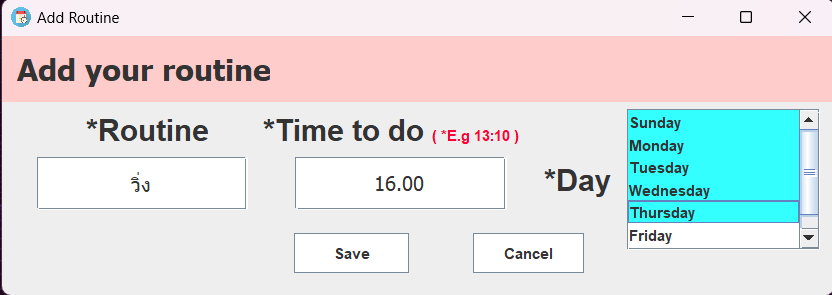 Add Routine
Add your routine
*Routine
*Time to do ( *E.g 13:10 )
วิ่ง
16.00
*Day
Sunday
Monday
Tuesday
Wednesday
Thursday
Friday
Save
Cancel